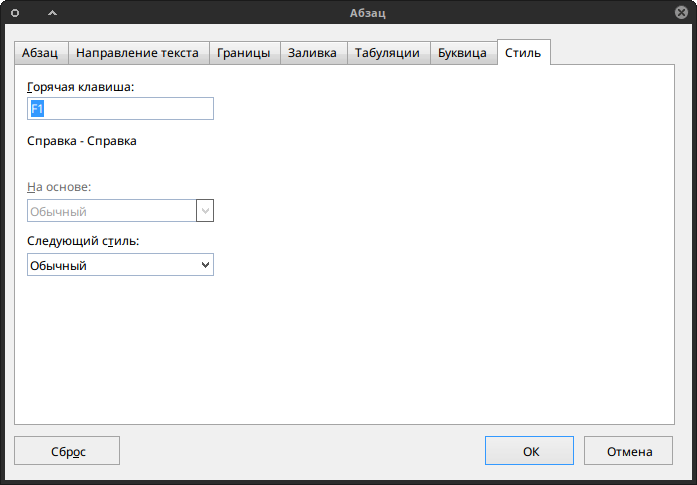 Абзац
Абзац Направление текста Границы Заливка Табуляции Буквица Стиль
Горячая клавиша:
F1
Справка - Справка
На основе:
Обычный
Следующий стиль:
Обычный
Сброс ОК Отмена